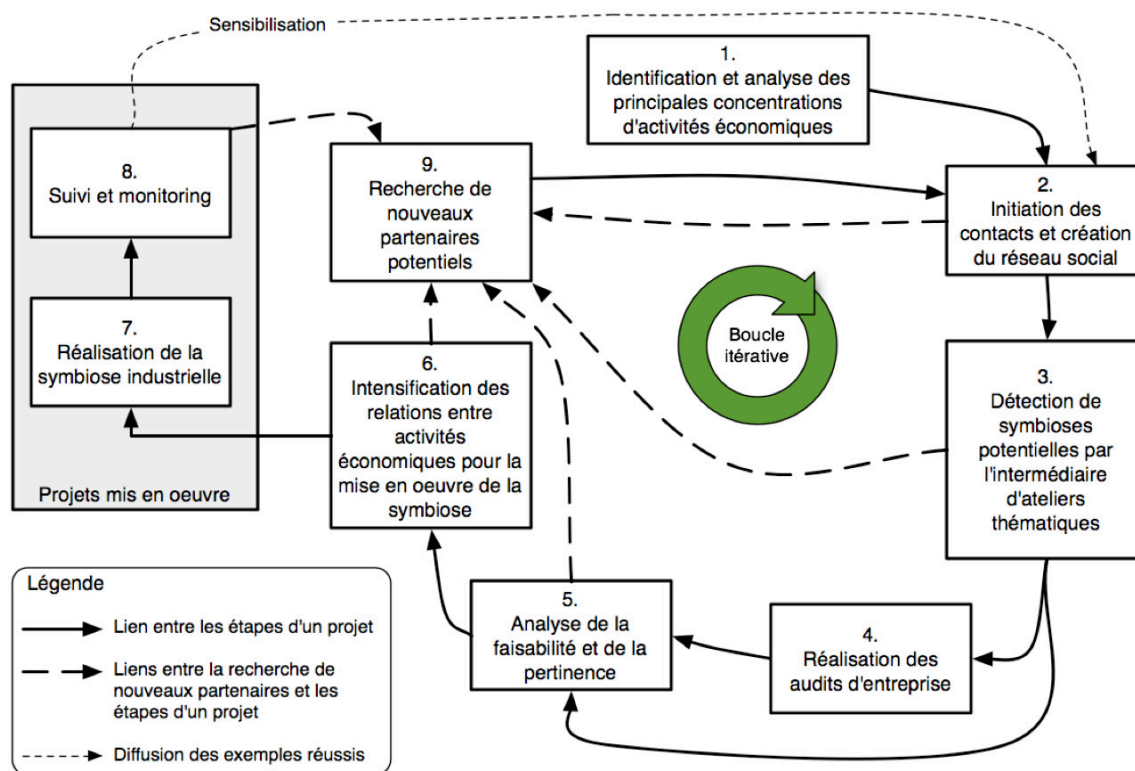 Sensibilisation
1.
Identification et analyse des
principales concentrations
d'activités économiques
8.
Suivi et monitoring
9.
Recherche de
nouveaux
partenaires
potentiels
2.
Initiation des
contacts et création
du réseau social
7.
Réalisation de la
symbiose industrielle
Boucle
itérative
6.
Intensification des
relations entre
activités
économiques pour la
mise en oeuvre de la
symbiose
3.
Détection de
symbioses
potentielles par
l'intermédiaire
d'ateliers
thématiques
Projets mis en oeuvre
5.
Analyse de la
faisabilité et de la
pertinence
4.
Réalisation des
audits d'entreprise
Légende
Lien entre les étapes d'un projet
Liens entre la recherche de
nouveaux partenaires et les
étapes d'un projet
Diffusion des exemples réussis